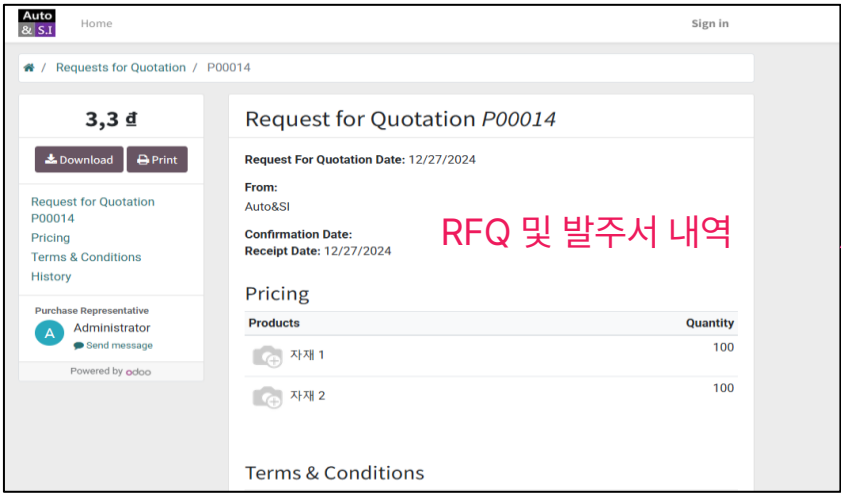 Auto
& S.I
Home
Sign in
/ Requests for Quotation / P00014
3,3 ₫
Download
Print
Request for Quotation
P00014
Pricing
Terms & Conditions
History
Purchase Representative
A
Administrator
Send message
Powered by odoo
Request for Quotation P00014
Request For Quotation Date: 12/27/2024
From:
Auto&SI
Confirmation Date:
Receipt Date: 12/27/2024
RFQ 및 발주서 내역
Pricing
Products Quantity
자재 1 100
자재 2 100
Terms & Conditions